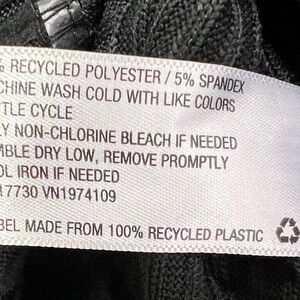 % RECYCLED POLYESTER / 5% SPANDEX
CHINE WASH COLD WITH LIKE COLORS
TLE CYCLE
LY NON-CHLORINE BLEACH IF NEEDED
MBLE DRY LOW, REMOVE PROMPTLY
OL IRON IF NEEDED
17730 VN1974109
BEL MADE FROM 100% RECYCLED PLASTIC